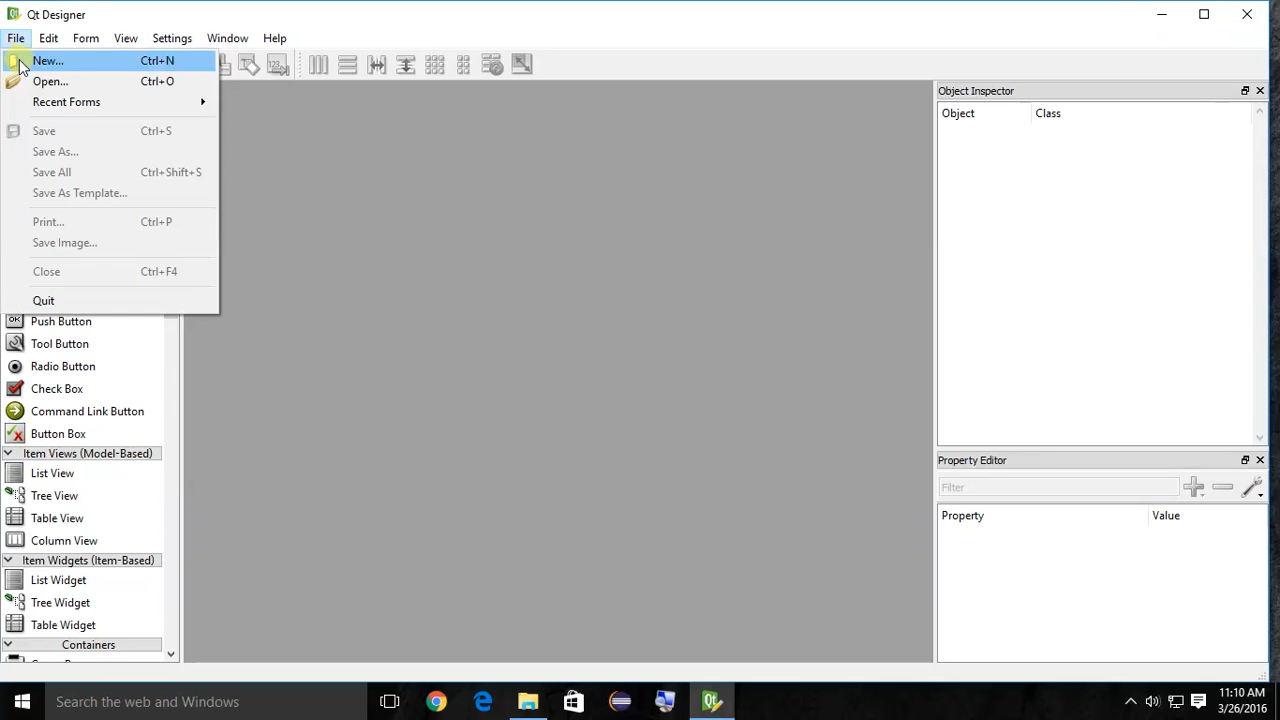 Qt Designer
File Edit Form View Settings Window Help
New... Ctrl+N
Open... Ctrl+O
Recent Forms
Save Ctrl+S
Save As...
Save All Ctrl+Shift+S
Save As Template...
Print... Ctrl+P
Save Image...
Close Ctrl+F4
Quit
Push Button
Tool Button
Radio Button
Check Box
Command Link Button
Button Box
Item Views (Model-Based)
List View
Tree View
Table View
Column View
Item Widgets (Item-Based)
List Widget
Tree Widget
Table Widget
Containers
Object Inspector
Object Class
Property Editor
Filter
Property Value
Search the web and Windows
11:10 AM
3/26/2016